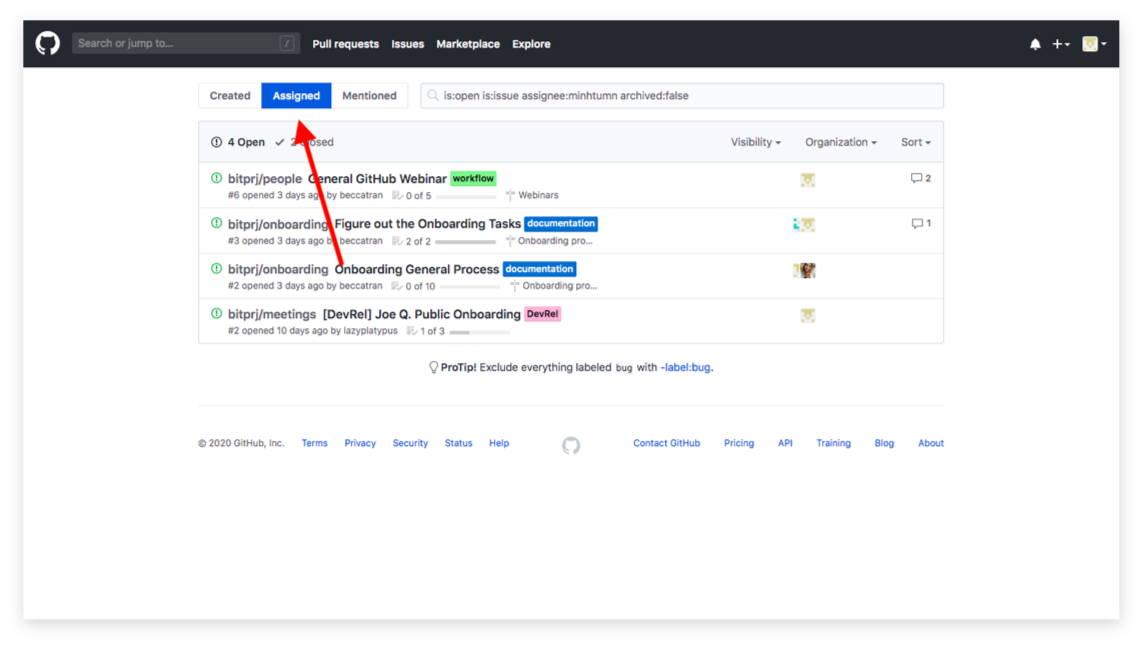 Search or jump to... / Pull requests Issues Marketplace Explore
Created Assigned Mentioned is:open is:issue assignee:minhtumn archived:false
4 Open 2 Closed Visibility Organization Sort
bitprj/people General GitHub Webinar workflow 2
#6 opened 3 days ago by beccatran 0 of 5 Webinars
bitprj/onboarding Figure out the Onboarding Tasks documentation 1
#3 opened 3 days ago by beccatran 2 of 2 Onboarding pro...
bitprj/onboarding Onboarding General Process documentation
#2 opened 3 days ago by beccatran 0 of 10 Onboarding pro...
bitprj/meetings [DevRel] Joe Q. Public Onboarding DevRel
#2 opened 10 days ago by lazyplatypus 1 of 3
ProTip! Exclude everything labeled bug with -label:bug.
© 2020 GitHub, Inc. Terms Privacy Security Status Help Contact GitHub Pricing API Training Blog About